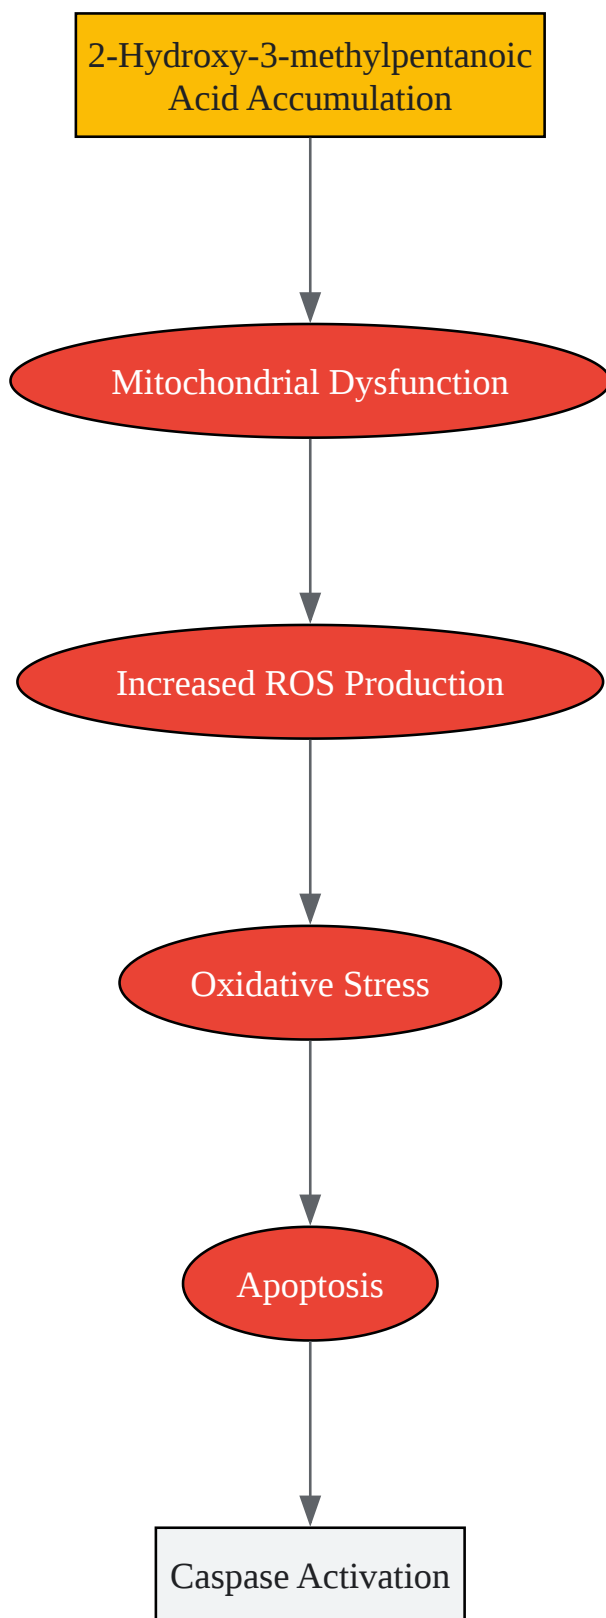 2-Hydroxy-3-methylpentanoic
Acid Accumulation
Mitochondrial Dysfunction
Increased ROS Production
Oxidative Stress
Apoptosis
Caspase Activation